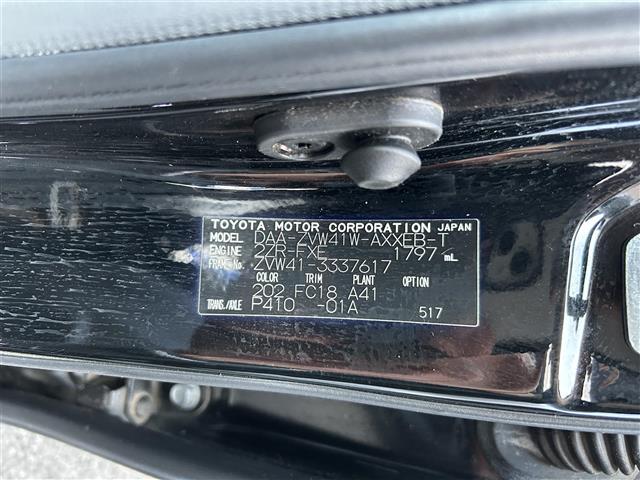 TOYOTA MOTOR CORPORATION JAPAN
MODEL DAA-ZVW41W-AXXEB-T
ENGINE 2ZR-FXE 1797 mL
FRAME No. ZVW41-3337617
COLOR TRIM PLANT OPTION
202 FC18 A41
TRANS./AXLE P410 -01A
517